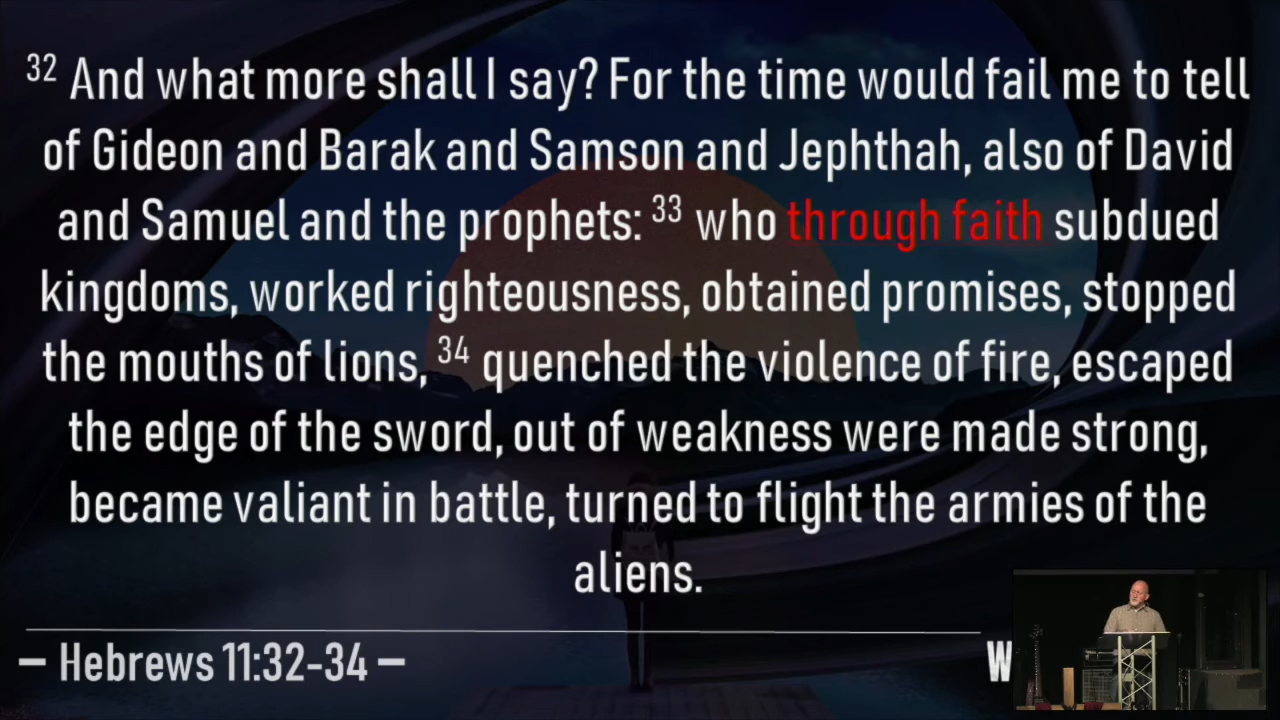 32 And what more shall I say? For the time would fail me to tell
of Gideon and Barak and Samson and Jephthah, also of David
and Samuel and the prophets: 33 who through faith subdued
kingdoms, worked righteousness, obtained promises, stopped
the mouths of lions, 34 quenched the violence of fire, escaped
the edge of the sword, out of weakness were made strong,
became valiant in battle, turned to flight the armies of the
aliens.
– Hebrews 11:32-34 –